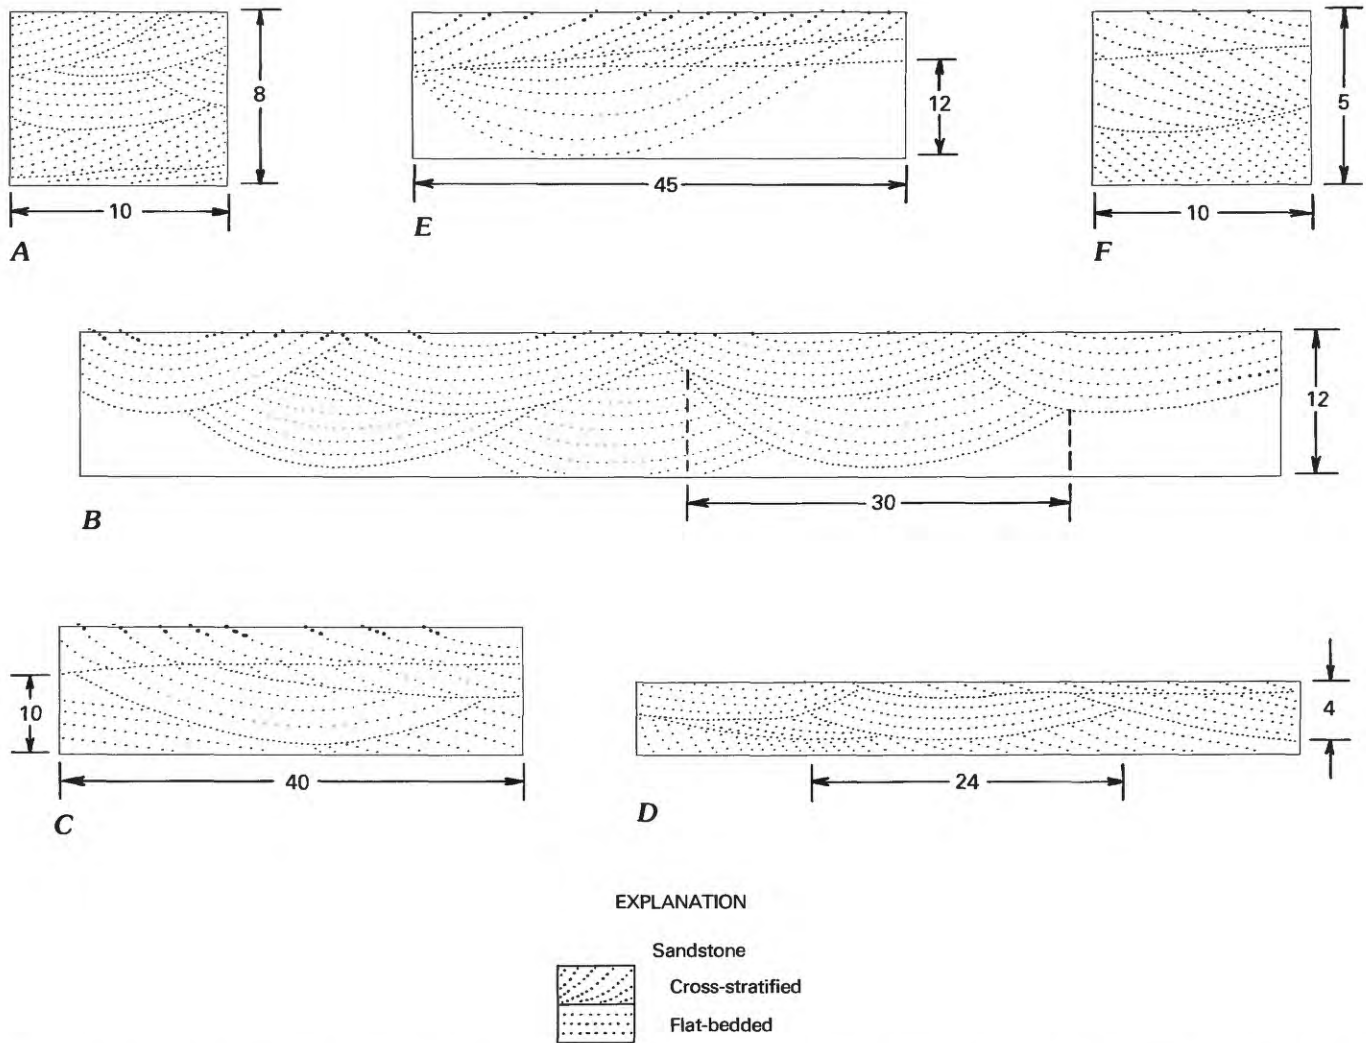 8
10
A
12
45
E
5
10
F
12
30
B
10
40
C
4
24
D
EXPLANATION
Sandstone
Cross-stratified
Flat-bedded